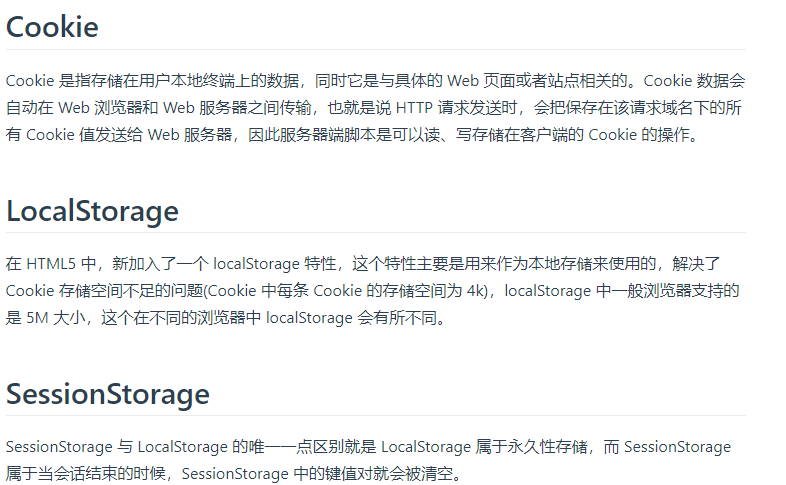 Cookie
Cookie 是指存储在用户本地终端上的数据，同时它是与具体的 Web 页面或者站点相关的。Cookie 数据会
自动在 Web 浏览器和 Web 服务器之间传输，也就是说 HTTP 请求发送时，会把保存在该请求域名下的所
有 Cookie 值发送给 Web 服务器，因此服务器端脚本是可以读、写存储在客户端的 Cookie 的操作。
LocalStorage
在 HTML5 中，新加入了一个 localStorage 特性，这个特性主要是用来作为本地存储来使用的，解决了
Cookie 存储空间不足的问题(Cookie 中每条 Cookie 的存储空间为 4k)，localStorage 中一般浏览器支持的
是 5M 大小，这个在不同的浏览器中 localStorage 会有所不同。
SessionStorage
SessionStorage 与 LocalStorage 的唯一一点区别就是 LocalStorage 属于永久性存储，而 SessionStorage
属于当会话结束的时候，SessionStorage 中的键值对就会被清空。